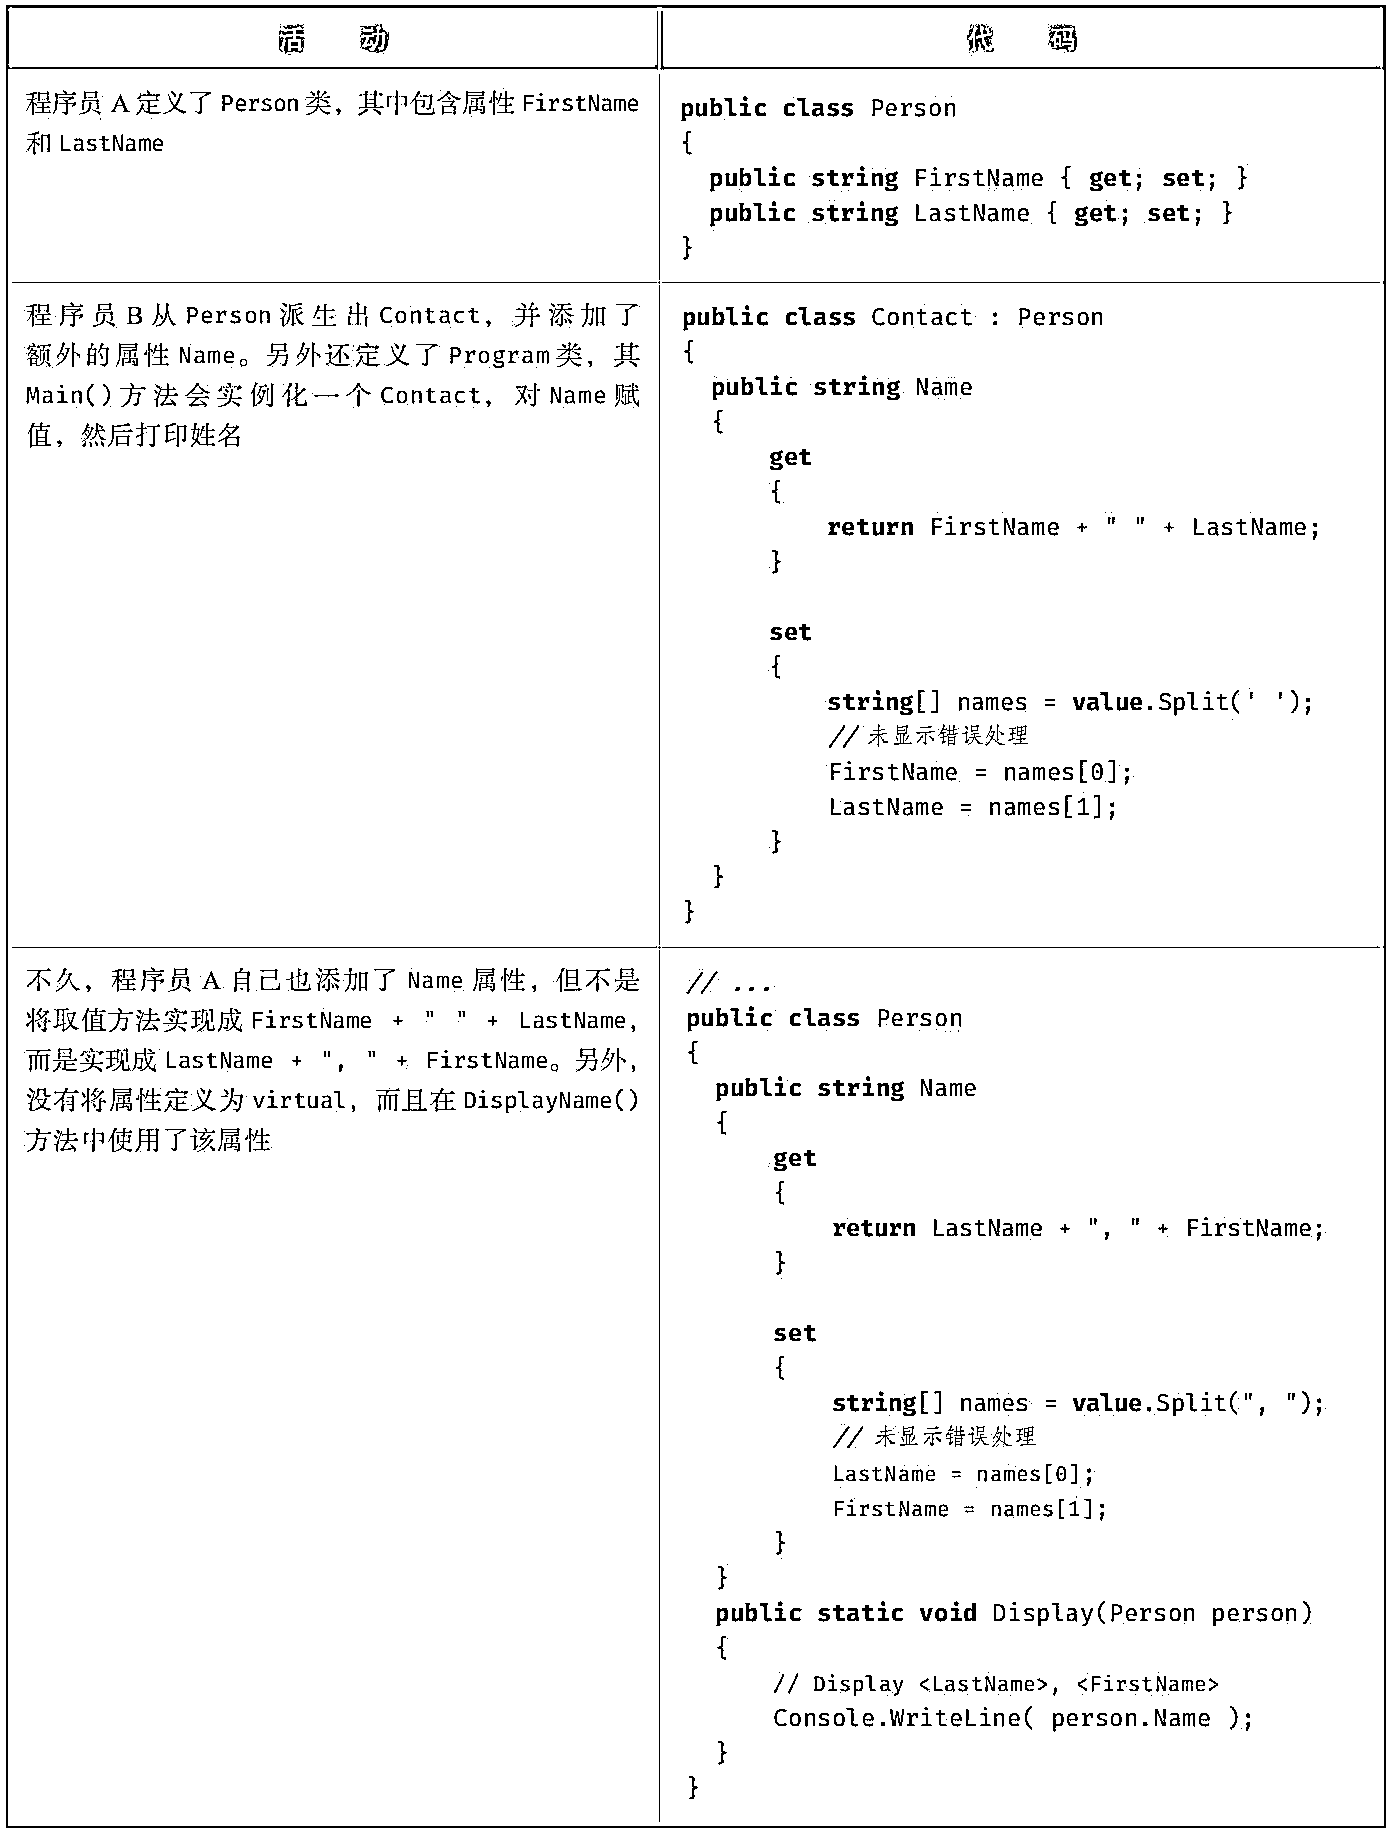 活 动
代 码
程序员 A 定义了 Person 类，其中包含属性 FirstName
和 LastName
public class Person
{
  public string FirstName { get; set; }
  public string LastName { get; set; }
}
程序员 B 从 Person 派生出 Contact，并添加了
额外的属性 Name。另外还定义了 Program 类，其
Main()方法会实例化一个 Contact，对 Name 赋
值，然后打印姓名
public class Contact : Person
{
  public string Name
  {
      get
      {
          return FirstName + " " + LastName;
      }
      set
      {
          string[] names = value.Split(' ');
          // 未显示错误处理
          FirstName = names[0];
          LastName = names[1];
      }
  }
}
不久，程序员 A 自己也添加了 Name 属性，但不是
将取值方法实现成 FirstName + " " + LastName，
而是实现成 LastName + ", " + FirstName。另外，
没有将属性定义为 virtual，而且在 DisplayName()
方法中使用了该属性
// ...
public class Person
{
  public string Name
  {
      get
      {
          return LastName + ", " + FirstName;
      }
      set
      {
          string[] names = value.Split(", ");
          // 未显示错误处理
          LastName = names[0];
          FirstName = names[1];
      }
  }
  public static void Display(Person person)
  {
      // Display <LastName>, <FirstName>
      Console.WriteLine( person.Name );
  }
}